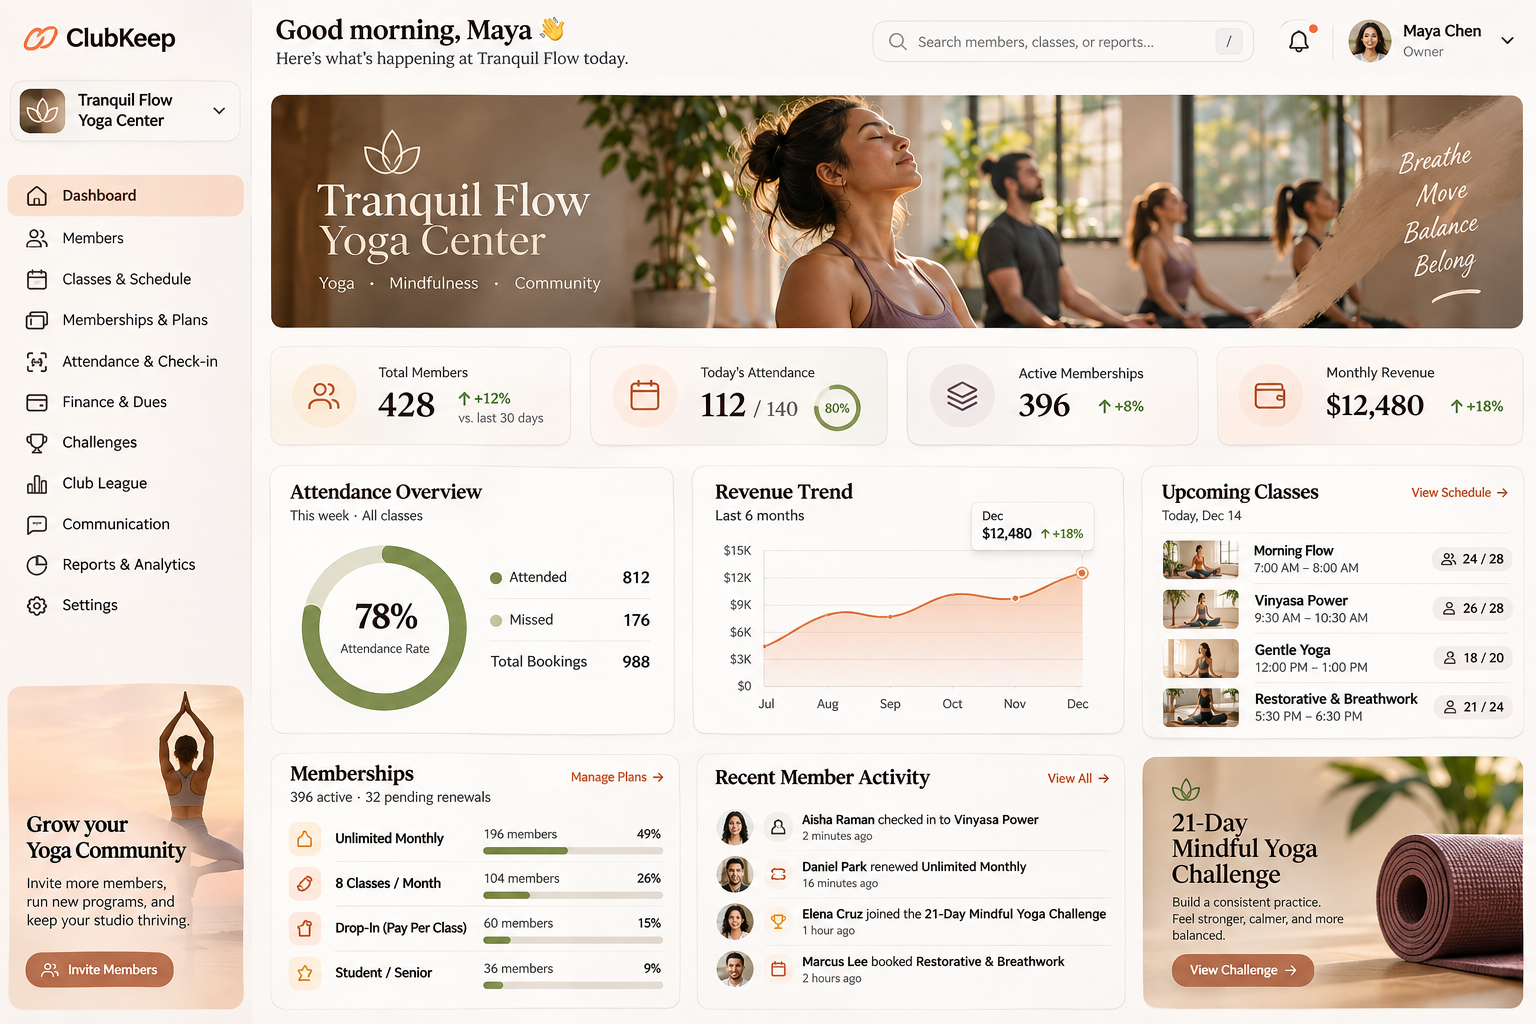 ClubKeep
Tranquil Flow
Yoga Center
Dashboard
Members
Classes & Schedule
Memberships & Plans
Attendance & Check-in
Finance & Dues
Challenges
Club League
Communication
Reports & Analytics
Settings
Grow your
Yoga Community
Invite more members,
run new programs, and
keep your studio thriving.
Invite Members
Good morning, Maya 👋
Here's what's happening at Tranquil Flow today.
Search members, classes, or reports...
/
Maya Chen
Owner
Tranquil Flow
Yoga Center
Yoga • Mindfulness • Community
Breathe
Move
Balance
Belong
Total Members
428 ↑ +12%
vs. last 30 days
Today's Attendance
112 / 140 80%
Active Memberships
396 ↑ +8%
Monthly Revenue
$12,480 ↑ +18%
Attendance Overview
This week · All classes
78%
Attendance Rate
Attended 812
Missed 176
Total Bookings 988
Revenue Trend
Last 6 months
Dec
$12,480 ↑ +18%
$15K
$12K
$9K
$6K
$3K
$0
Jul Aug Sep Oct Nov Dec
Upcoming Classes View Schedule →
Today, Dec 14
Morning Flow
7:00 AM – 8:00 AM
24 / 28
Vinyasa Power
9:30 AM – 10:30 AM
26 / 28
Gentle Yoga
12:00 PM – 1:00 PM
18 / 20
Restorative & Breathwork
5:30 PM – 6:30 PM
21 / 24
Memberships Manage Plans →
396 active · 32 pending renewals
Unlimited Monthly 196 members 49%
8 Classes / Month 104 members 26%
Drop-In (Pay Per Class) 60 members 15%
Student / Senior 36 members 9%
Recent Member Activity View All →
Aisha Raman checked in to Vinyasa Power
2 minutes ago
Daniel Park renewed Unlimited Monthly
16 minutes ago
Elena Cruz joined the 21-Day Mindful Yoga Challenge
1 hour ago
Marcus Lee booked Restorative & Breathwork
2 hours ago
21-Day
Mindful Yoga
Challenge
Build a consistent practice.
Feel stronger, calmer, and more
balanced.
View Challenge →